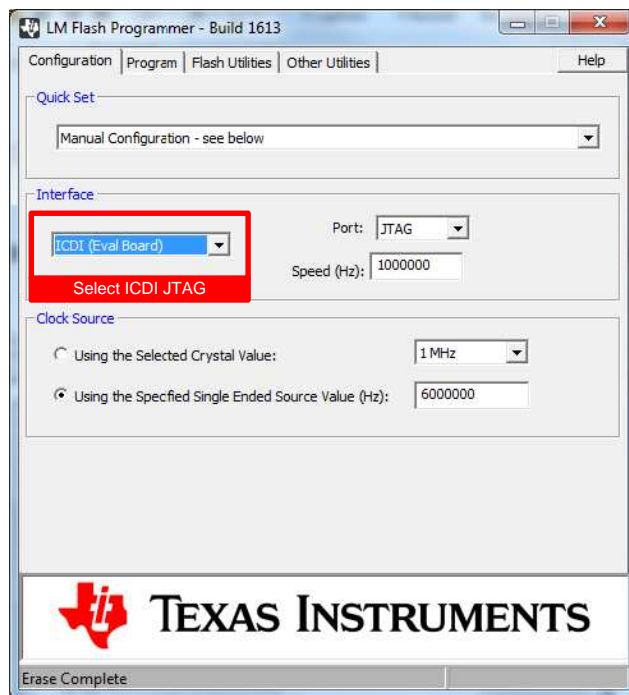 LM Flash Programmer - Build 1613
Configuration Program Flash Utilities Other Utilities Help
Quick Set
Manual Configuration - see below
Interface
ICDI (Eval Board)
Port: JTAG
Speed (Hz): 1000000
Select ICDI JTAG
Clock Source
Using the Selected Crystal Value: 1 MHz
Using the Specfied Single Ended Source Value (Hz): 6000000
TEXAS INSTRUMENTS
Erase Complete